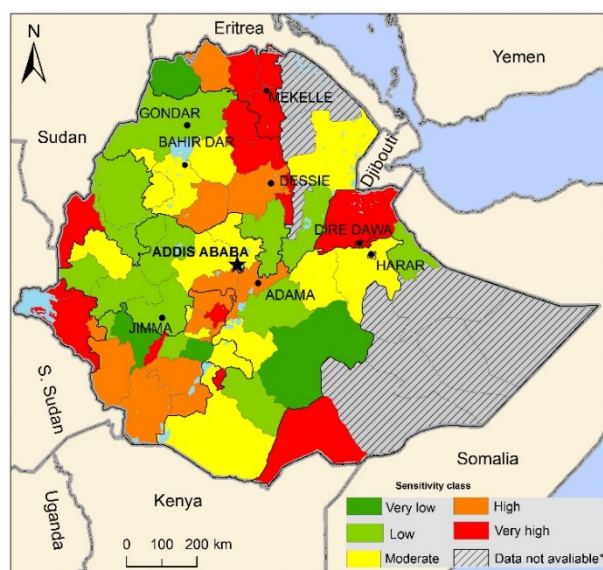 N
Eritrea
Yemen
MEKELLE
GONDAR
Sudan
BAHIR DAR
Djibouti
DESSIE
DIRE DAWA
ADDIS ABABA
HARAR
ADAMA
JIMMA
S. Sudan
Somalia
Kenya
Uganda
Sensitivity class
Very low
High
Low
Very high
Moderate
Data not avaliable*
0 100 200 km